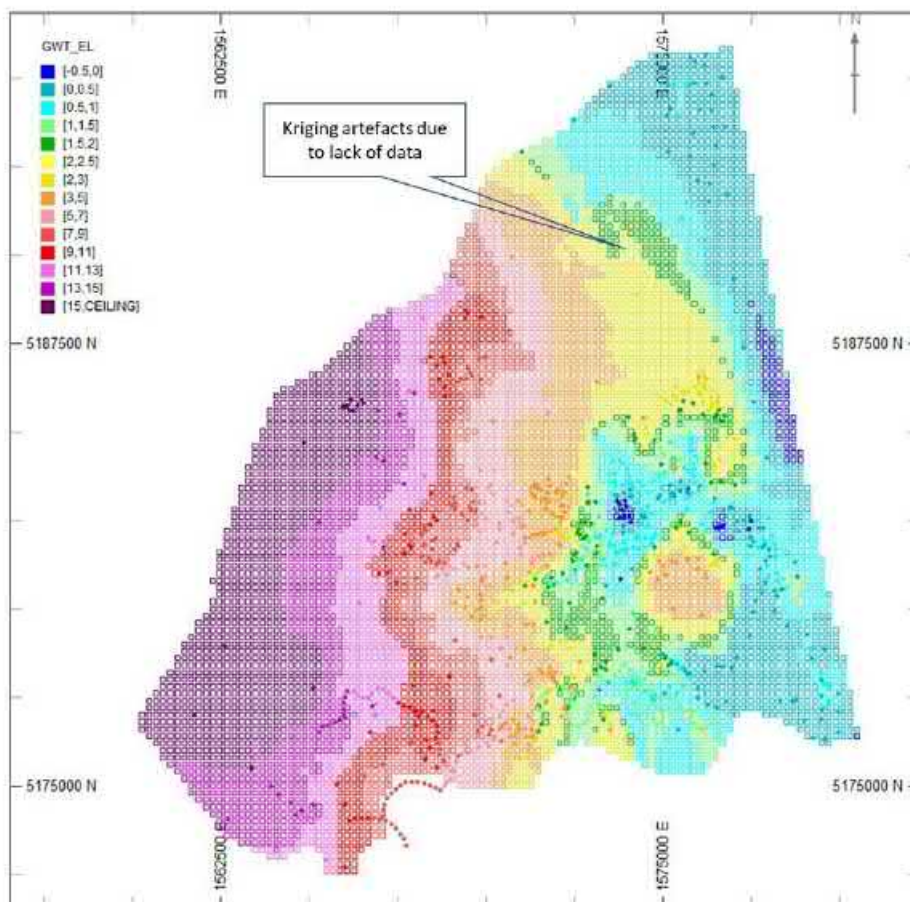 N
GWT_EL
[-0.5,0]
[0,0.5]
[0.5,1]
[1,1.5]
[1.5,2]
[2,2.5]
[2,3]
[3,5]
[5,7]
[7,9]
[9,11]
[11,13]
[13,15]
[15,CEILING]
1562500 E
1575000 E
Kriging artefacts due
to lack of data
5187500 N
5187500 N
5175000 N
5175000 N
1562500 E
1575000 E